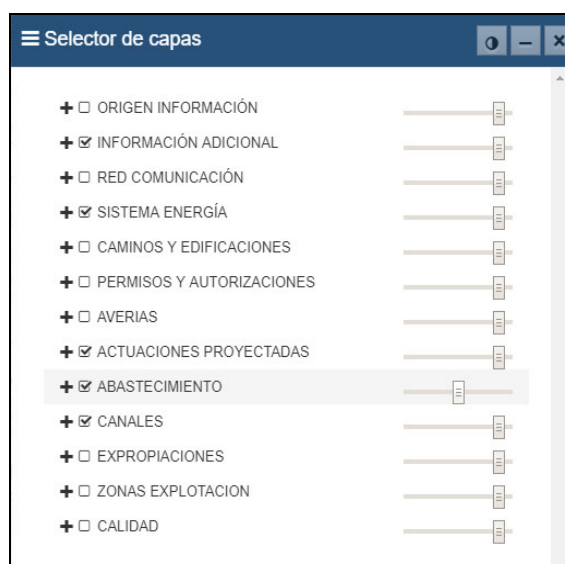 Selector de capas
ORIGEN INFORMACIÓN
INFORMACIÓN ADICIONAL
RED COMUNICACIÓN
SISTEMA ENERGÍA
CAMINOS Y EDIFICACIONES
PERMISOS Y AUTORIZACIONES
AVERIAS
ACTUACIONES PROYECTADAS
ABASTECIMIENTO
CANALES
EXPROPIACIONES
ZONAS EXPLOTACION
CALIDAD